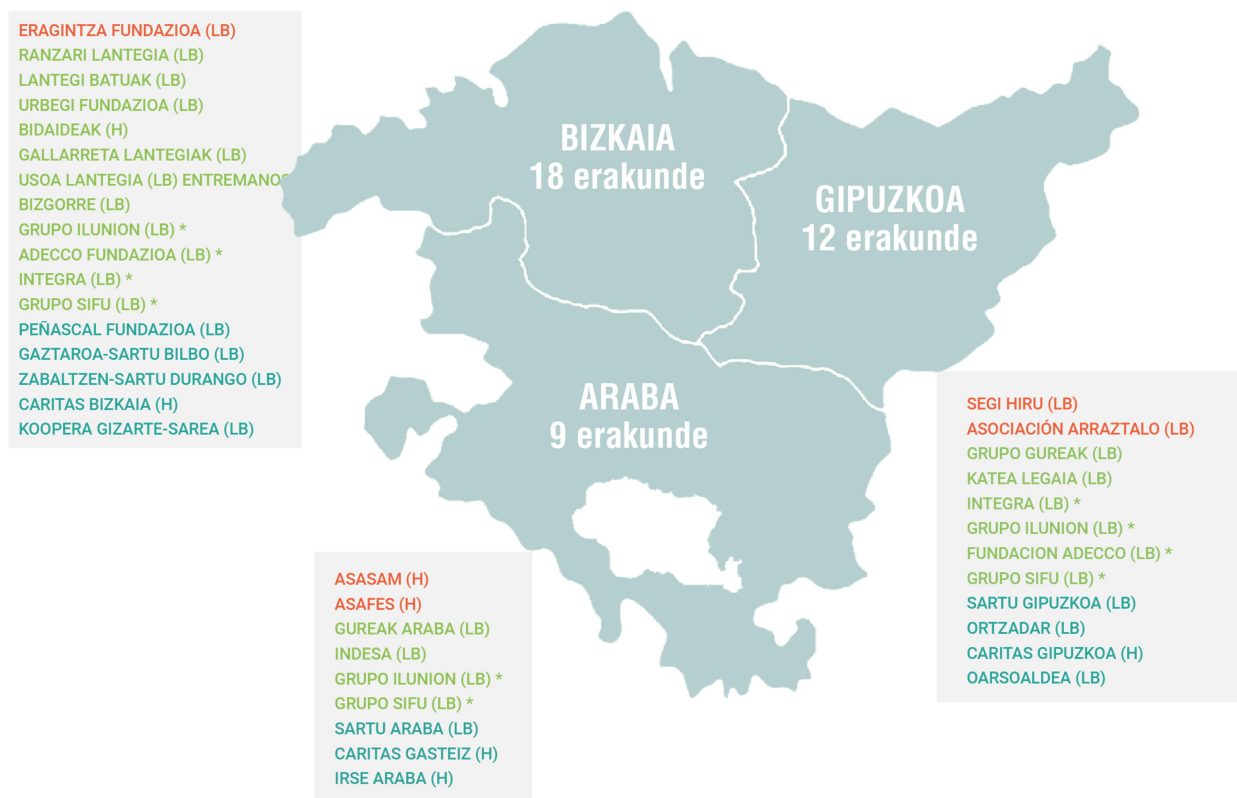 ERAGINTZA FUNDAZIOA (LB)
RANZARI LANTEGIA (LB)
LANTEGI BATUAK (LB)
URBEGI FUNDAZIOA (LB)
BIDAIDEAK (H)
GALLARRETA LANTEGIAK (LB)
USOA LANTEGIA (LB) ENTREMANOS
BIZGORRE (LB)
GRUPO ILUNION (LB) *
ADECCO FUNDAZIOA (LB) *
INTEGRA (LB) *
GRUPO SIFU (LB) *
PEÑASCAL FUNDAZIOA (LB)
GAZTAROA-SARTU BILBO (LB)
ZABALTZEN-SARTU DURANGO (LB)
CARITAS BIZKAIA (H)
KOOPERA GIZARTE-SAREA (LB)
BIZKAIA
18 erakunde
GIPUZKOA
12 erakunde
ARABA
9 erakunde
SEGI HIRU (LB)
ASOCIACIÓN ARRAZTALO (LB)
GRUPO GUREAK (LB)
KATEA LEGAIA (LB)
INTEGRA (LB) *
GRUPO ILUNION (LB) *
FUNDACION ADECCO (LB) *
GRUPO SIFU (LB) *
SARTU GIPUZKOA (LB)
ORTZADAR (LB)
CARITAS GIPUZKOA (H)
OARSOALDEA (LB)
ASASAM (H)
ASAFES (H)
GUREAK ARABA (LB)
INDESA (LB)
GRUPO ILUNION (LB) *
GRUPO SIFU (LB) *
SARTU ARABA (LB)
CARITAS GASTEIZ (H)
IRSE ARABA (H)